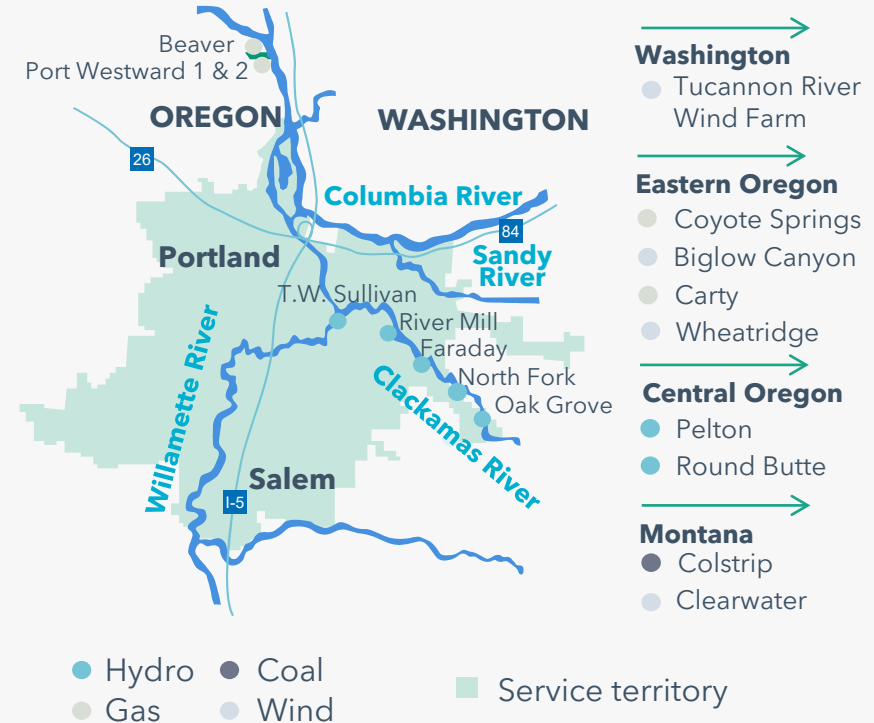 Beaver
Port Westward 1 & 2
OREGON
WASHINGTON
26
Columbia River
84
Portland
Sandy
River
T.W. Sullivan
River Mill
Faraday
North Fork
Oak Grove
Willamette River
Clackamas River
Salem
I-5
Washington
Tucannon River
Wind Farm
Eastern Oregon
Coyote Springs
Biglow Canyon
Carty
Wheatridge
Central Oregon
Pelton
Round Butte
Montana
Colstrip
Clearwater
Hydro
Coal
Gas
Wind
Service territory